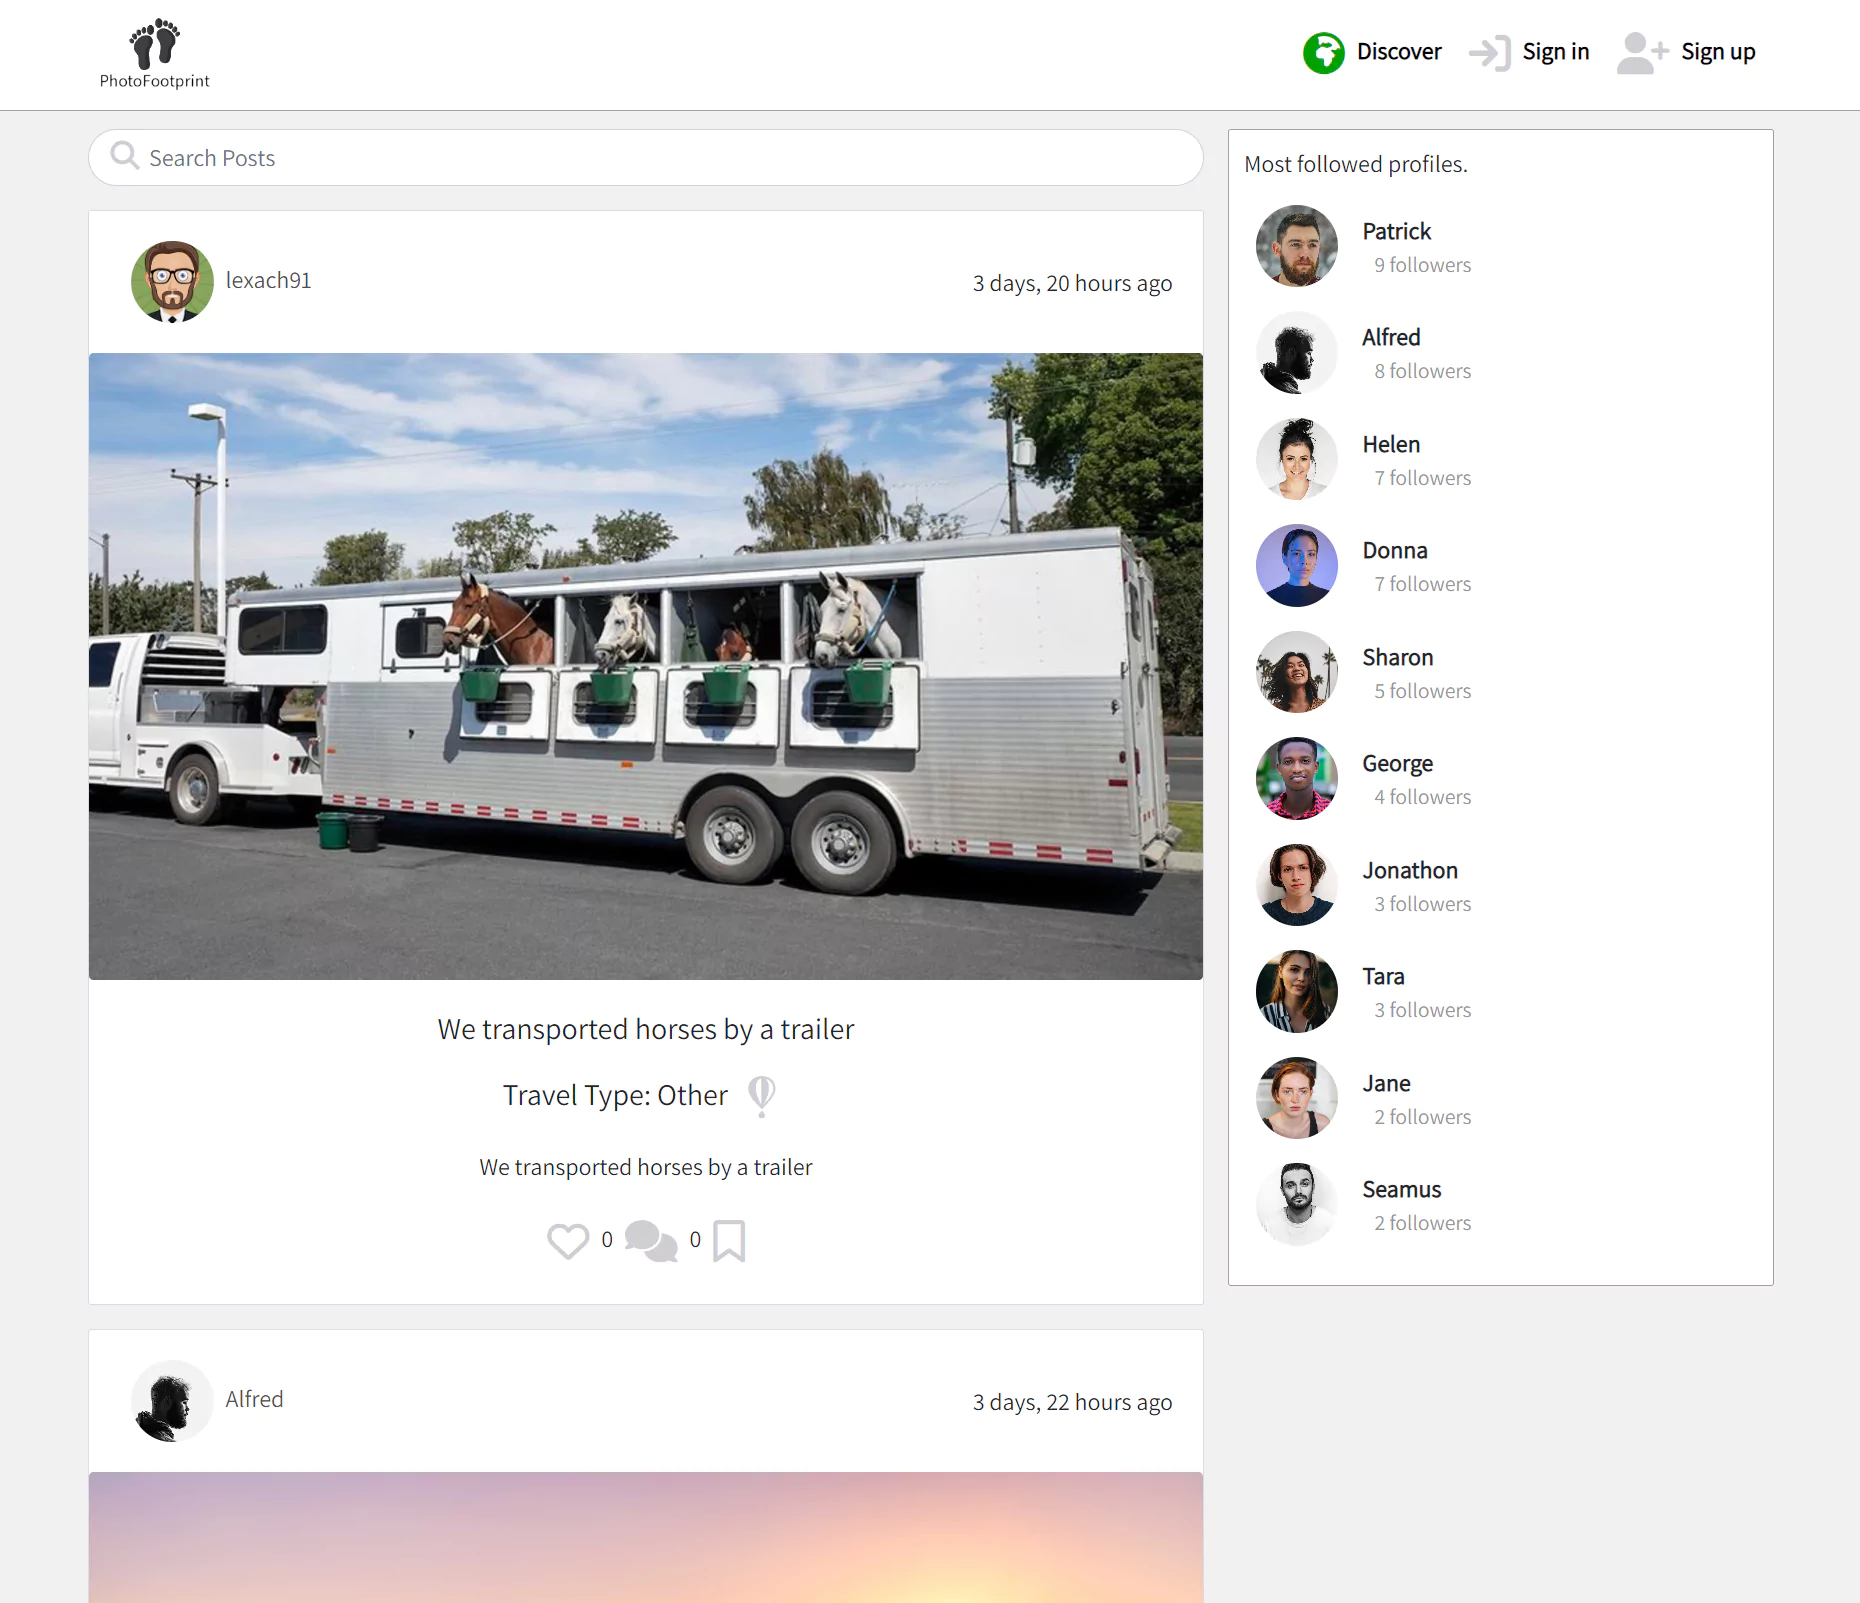 PhotoFootprint
Discover
Sign in
Sign up
Search Posts
lexach91
3 days, 20 hours ago
We transported horses by a trailer
Travel Type: Other
We transported horses by a trailer
0
0
Alfred
3 days, 22 hours ago
Most followed profiles.
Patrick
9 followers
Alfred
8 followers
Helen
7 followers
Donna
7 followers
Sharon
5 followers
George
4 followers
Jonathon
3 followers
Tara
3 followers
Jane
2 followers
Seamus
2 followers